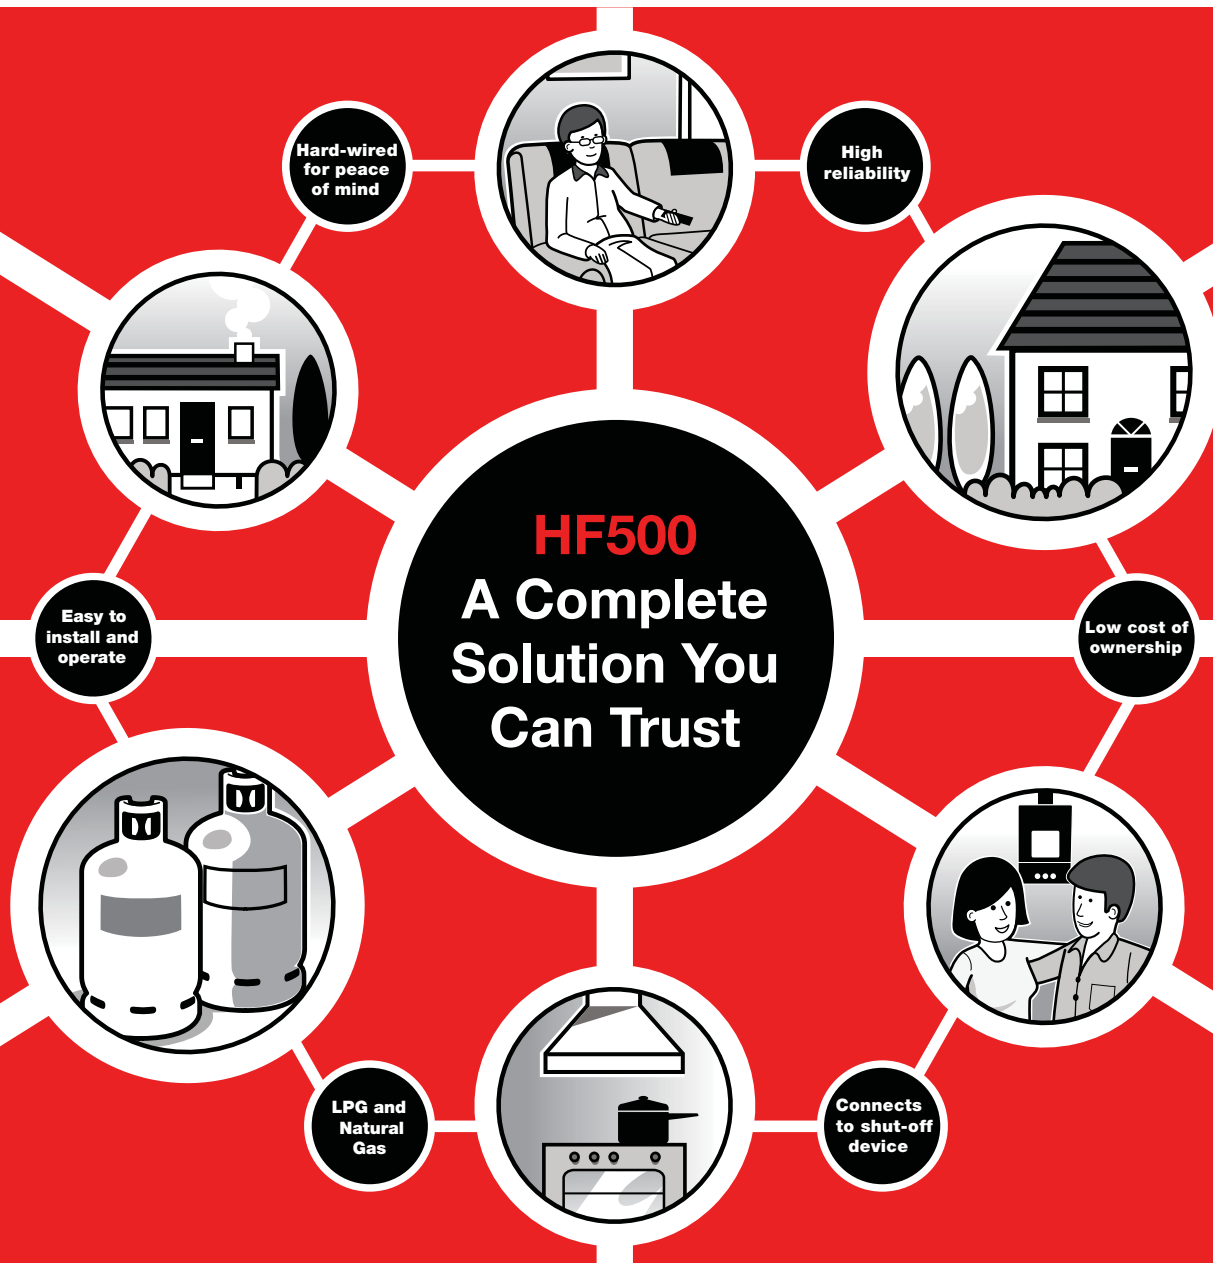 Hard-wired
for peace
of mind
High
reliability
HF500
A Complete
Solution You
Can Trust
Easy to
install and
operate
Low cost of
ownership
LPG and
Natural
Gas
Connects
to shut-off
device